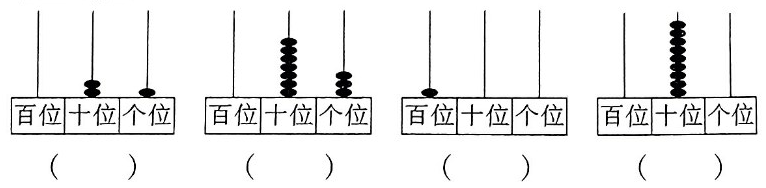 百位 十位 个位 百位 十位 个位 百位 十位 个位 百位 十位 个位
( ) ( ) ( ) ( )